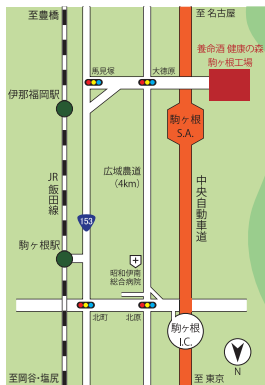 至豊橋
至 名古屋
養命酒 健康の森
駒ヶ根工場
馬見塚
大徳原
伊那福岡駅
駒ヶ根
S.A.
広域農道
(4km)
JR飯田線
中央自動車道
153
駒ヶ根駅
昭和伊南
総合病院
北町
北原
駒ヶ根
I.C.
至岡谷・塩尻
至 東京
N